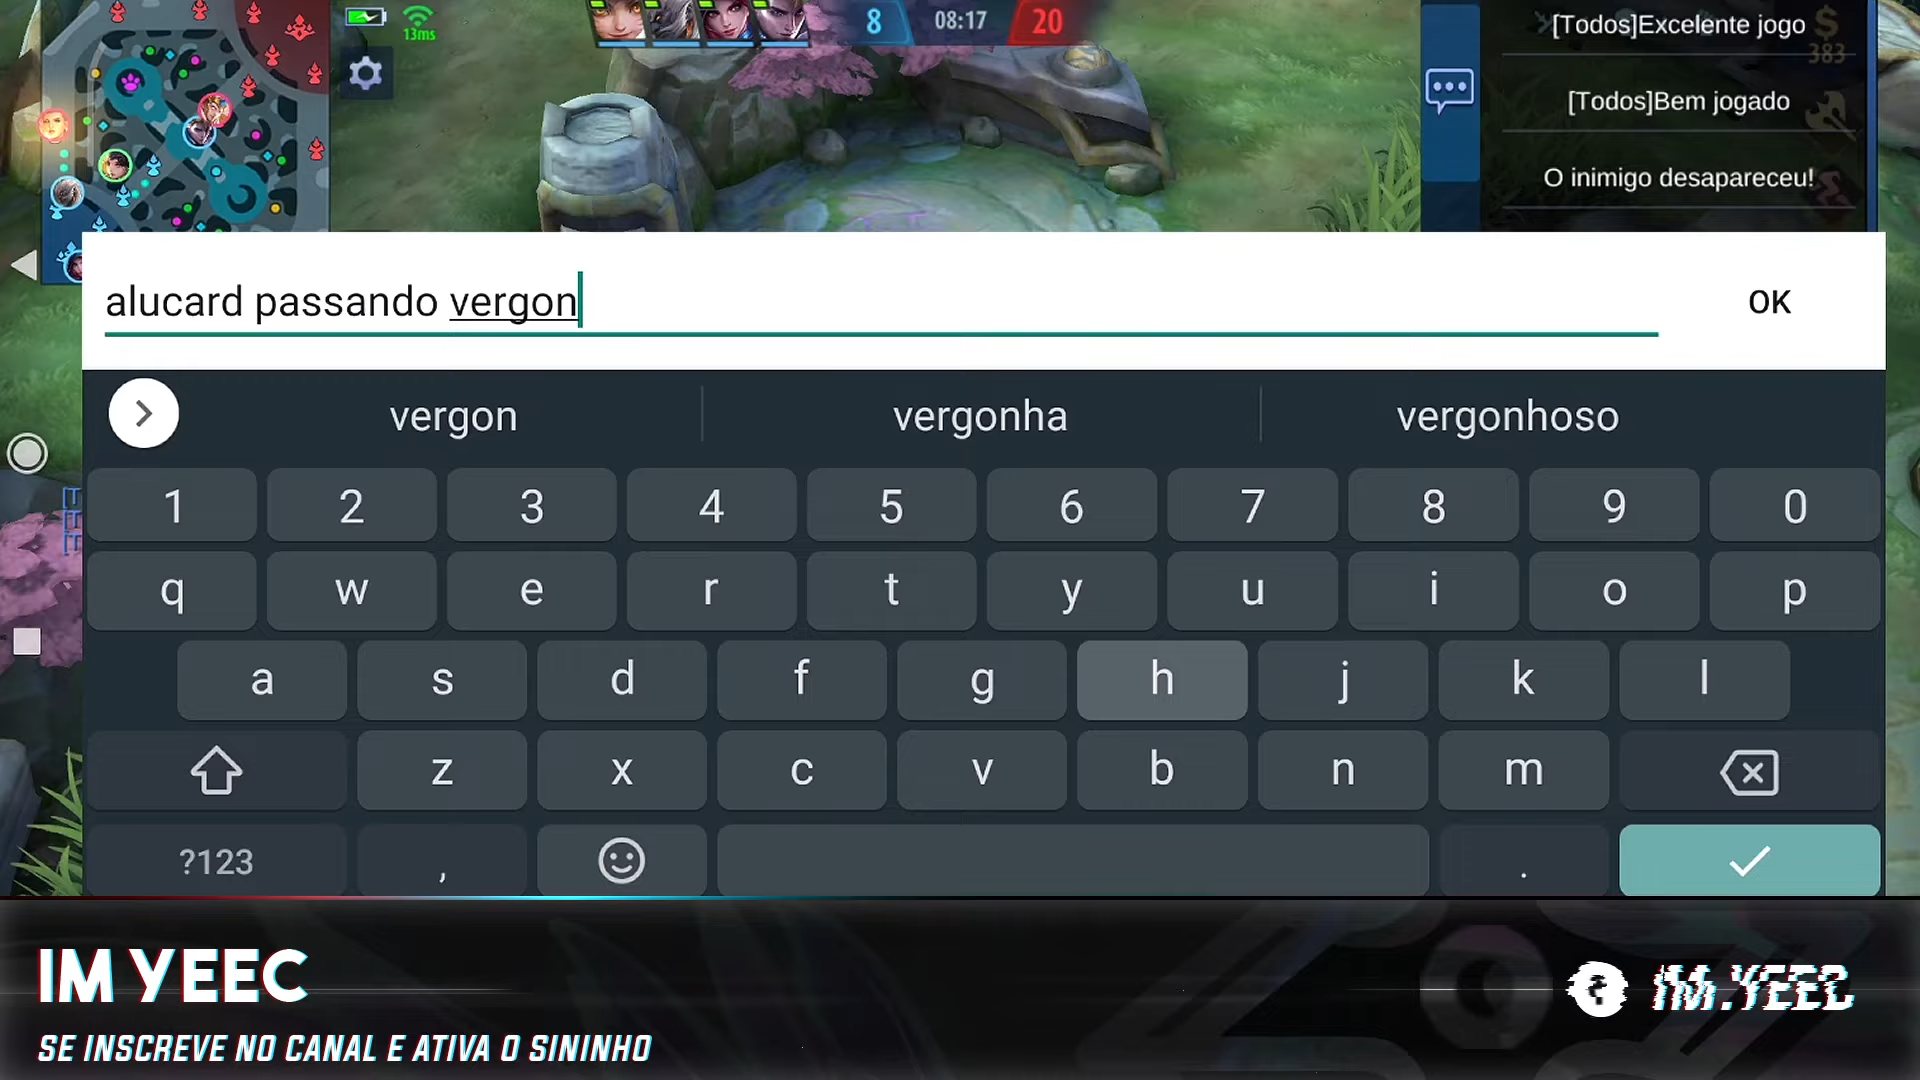 13ms
8
08:17
20
[Todos]Excelente jogo
383
[Todos]Bem jogado
O inimigo desapareceu!
alucard passando vergon
OK
vergon vergonha vergonhoso
1 2 3 4 5 6 7 8 9 0
q w e r t y u i o p
a s d f g h j k l
z x c v b n m
?123 , .
IM YEEC
IM.YEEC
SE INSCREVE NO CANAL E ATIVA O SININHO